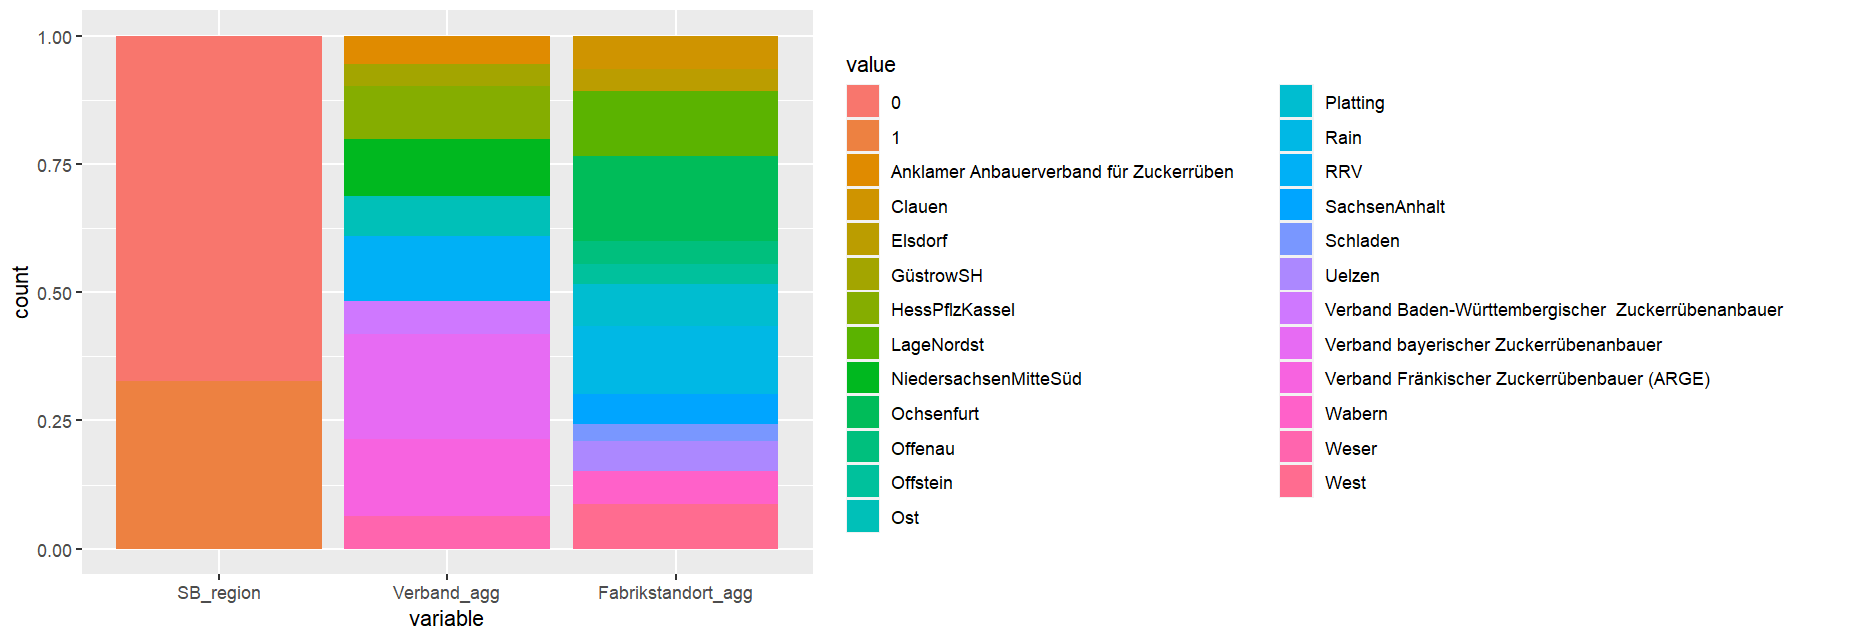 1.00
0.75
0.50
0.25
0.00
count
SB_region
Verband_agg
Fabrikstandort_agg
variable
value
0
1
Anklamer Anbauerverband für Zuckerrüben
Clauen
Elsdorf
GüstrowSH
HessPflzKassel
LageNordst
NiedersachsenMitteSüd
Ochsenfurt
Offenau
Offstein
Ost
Platting
Rain
RRV
SachsenAnhalt
Schladen
Uelzen
Verband Baden-Württembergischer  Zuckerrübenanbauer
Verband bayerischer Zuckerrübenanbauer
Verband Fränkischer Zuckerrübenbauer (ARGE)
Wabern
Weser
West